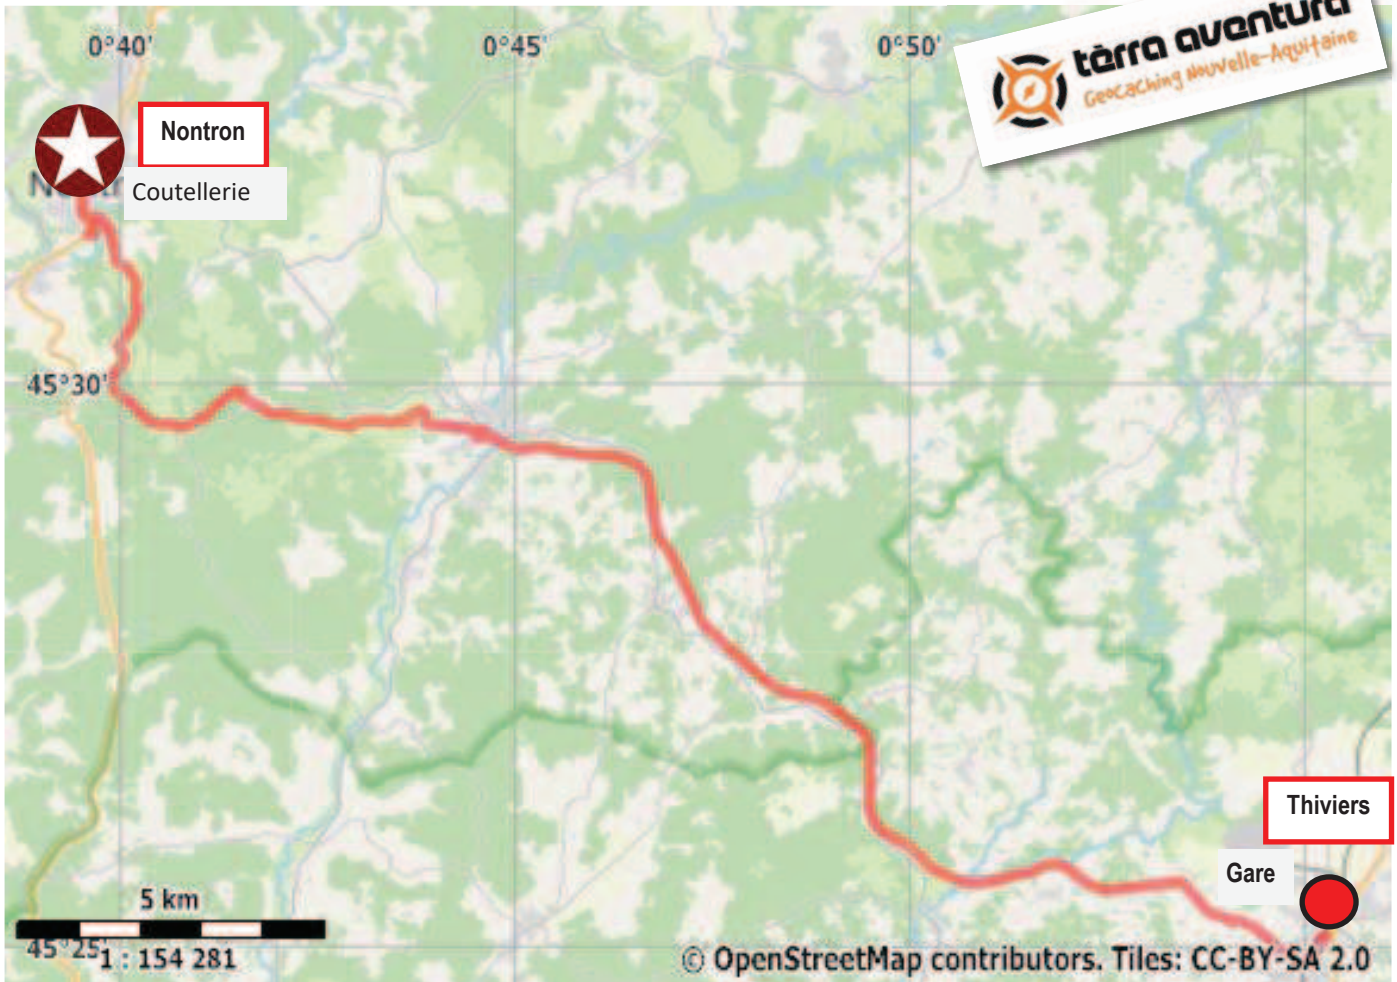 0°40'
0°45'
0°50'
tèrra aventura
Geocaching Nouvelle-Aquitaine
Nontron
Coutellerie
45°30'
Thiviers
Gare
5 km
45°25'
1 : 154 281
© OpenStreetMap contributors. Tiles: CC-BY-SA 2.0